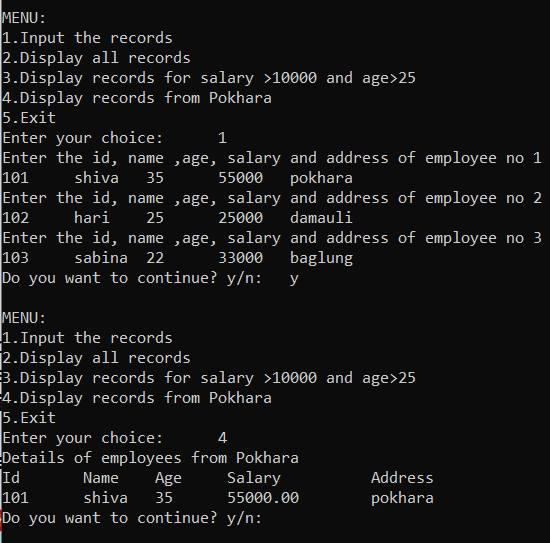 MENU:
1.Input the records
2.Display all records
3.Display records for salary >10000 and age>25
4.Display records from Pokhara
5.Exit
Enter your choice:      1
Enter the id, name ,age, salary and address of employee no 1
101     shiva   35      55000   pokhara
Enter the id, name ,age, salary and address of employee no 2
102     hari    25      25000   damauli
Enter the id, name ,age, salary and address of employee no 3
103     sabina  22      33000   baglung
Do you want to continue? y/n:   y

MENU:
1.Input the records
2.Display all records
3.Display records for salary >10000 and age>25
4.Display records from Pokhara
5.Exit
Enter your choice:      4
Details of employees from Pokhara
Id       Name    Age     Salary          Address
101      shiva   35      55000.00        pokhara
Do you want to continue? y/n: